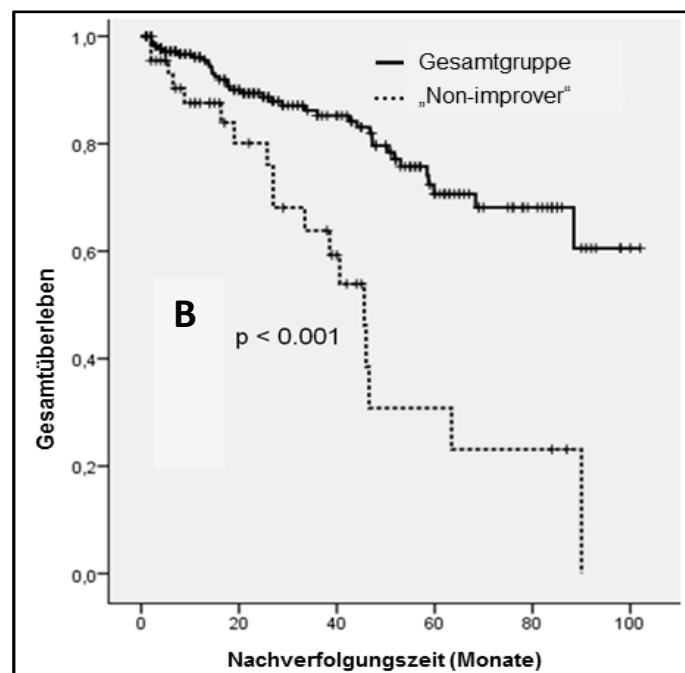 1,0
Gesamtgruppe
„Non-improver“
0,8
0,6
B
p < 0.001
0,4
0,2
0,0
Gesamtüberleben
0 20 40 60 80 100
Nachverfolgungszeit (Monate)